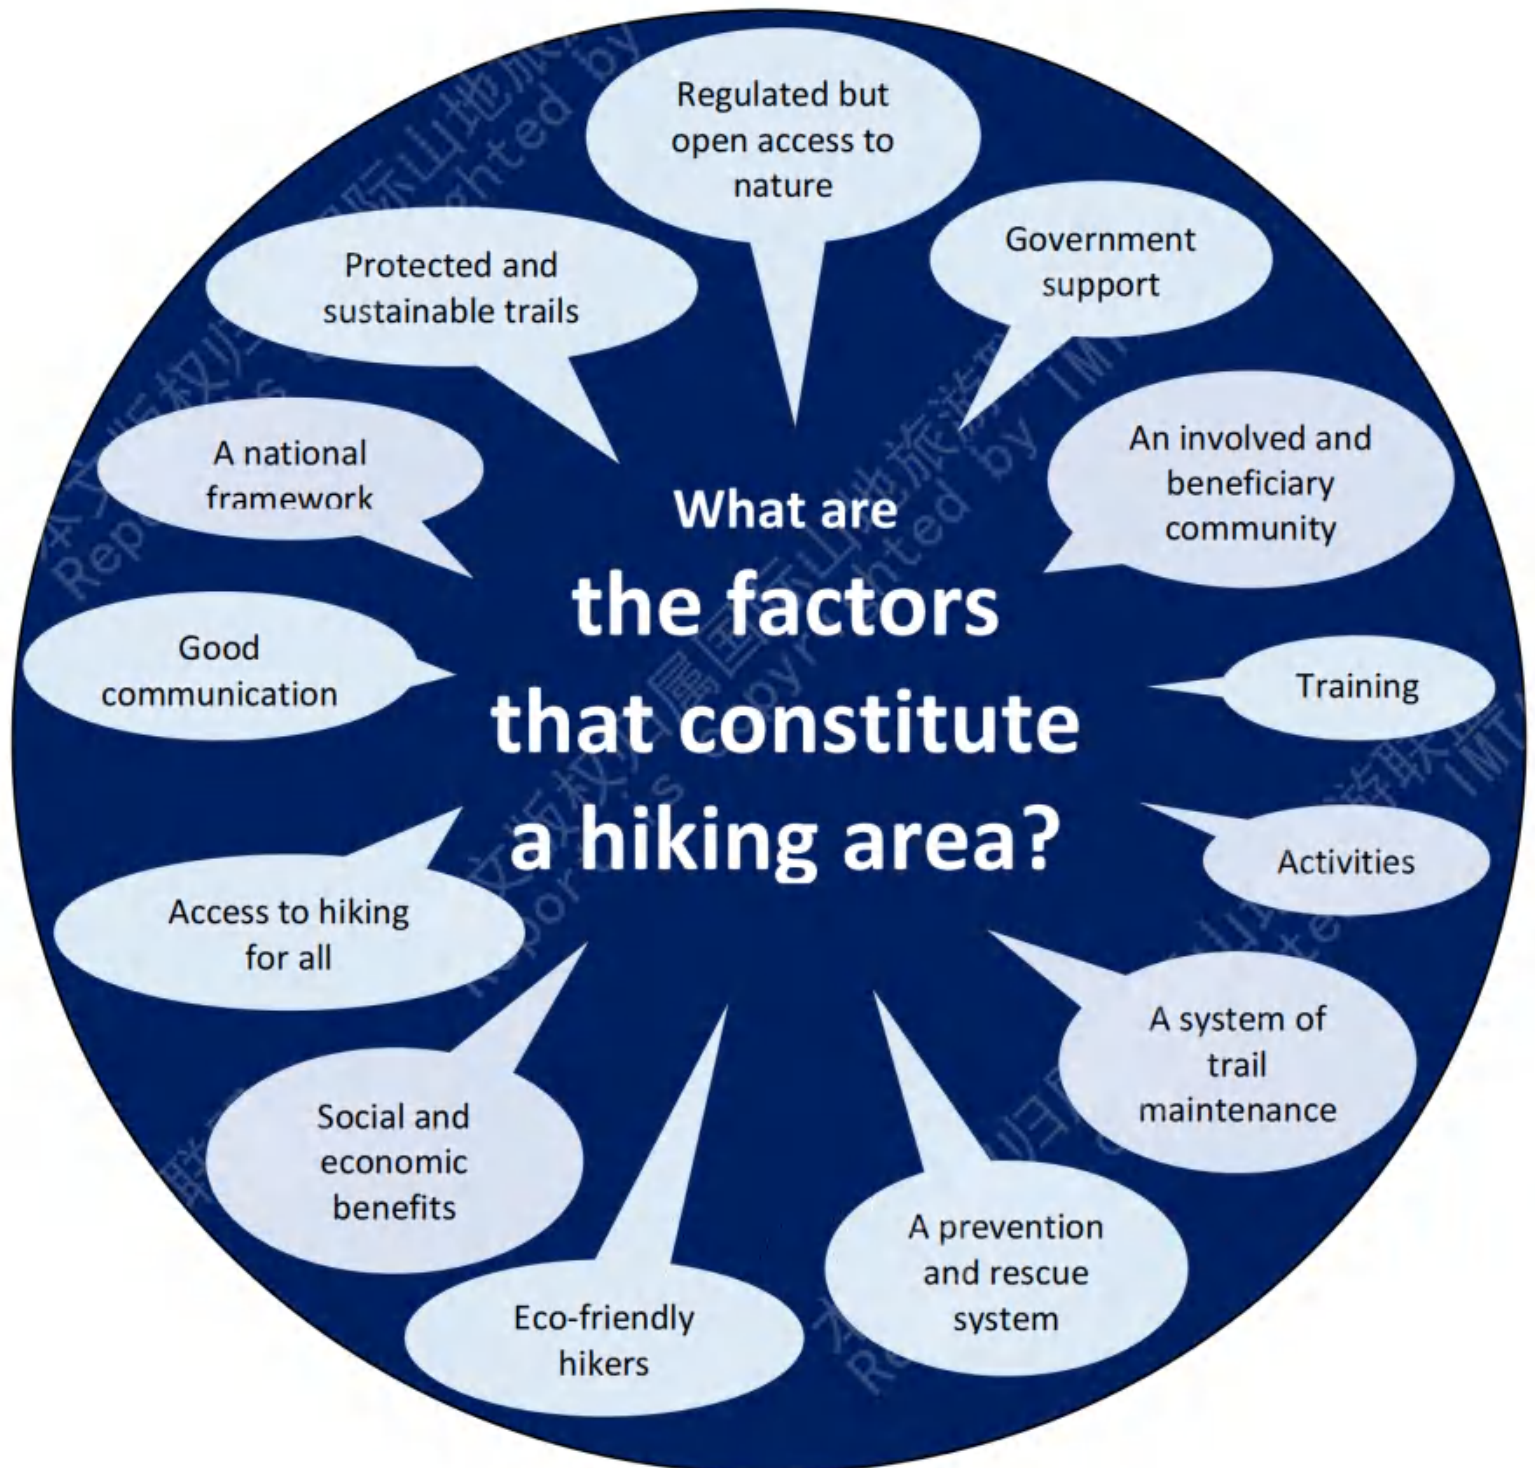 Regulated but
open access to
nature
Government
support
An involved and
beneficiary
community
Training
Activities
A system of
trail
maintenance
A prevention
and rescue
system
Eco-friendly
hikers
Social and
economic
benefits
Access to hiking
for all
Good
communication
A national
framework
Protected and
sustainable trails
What are
the factors
that constitute
a hiking area?